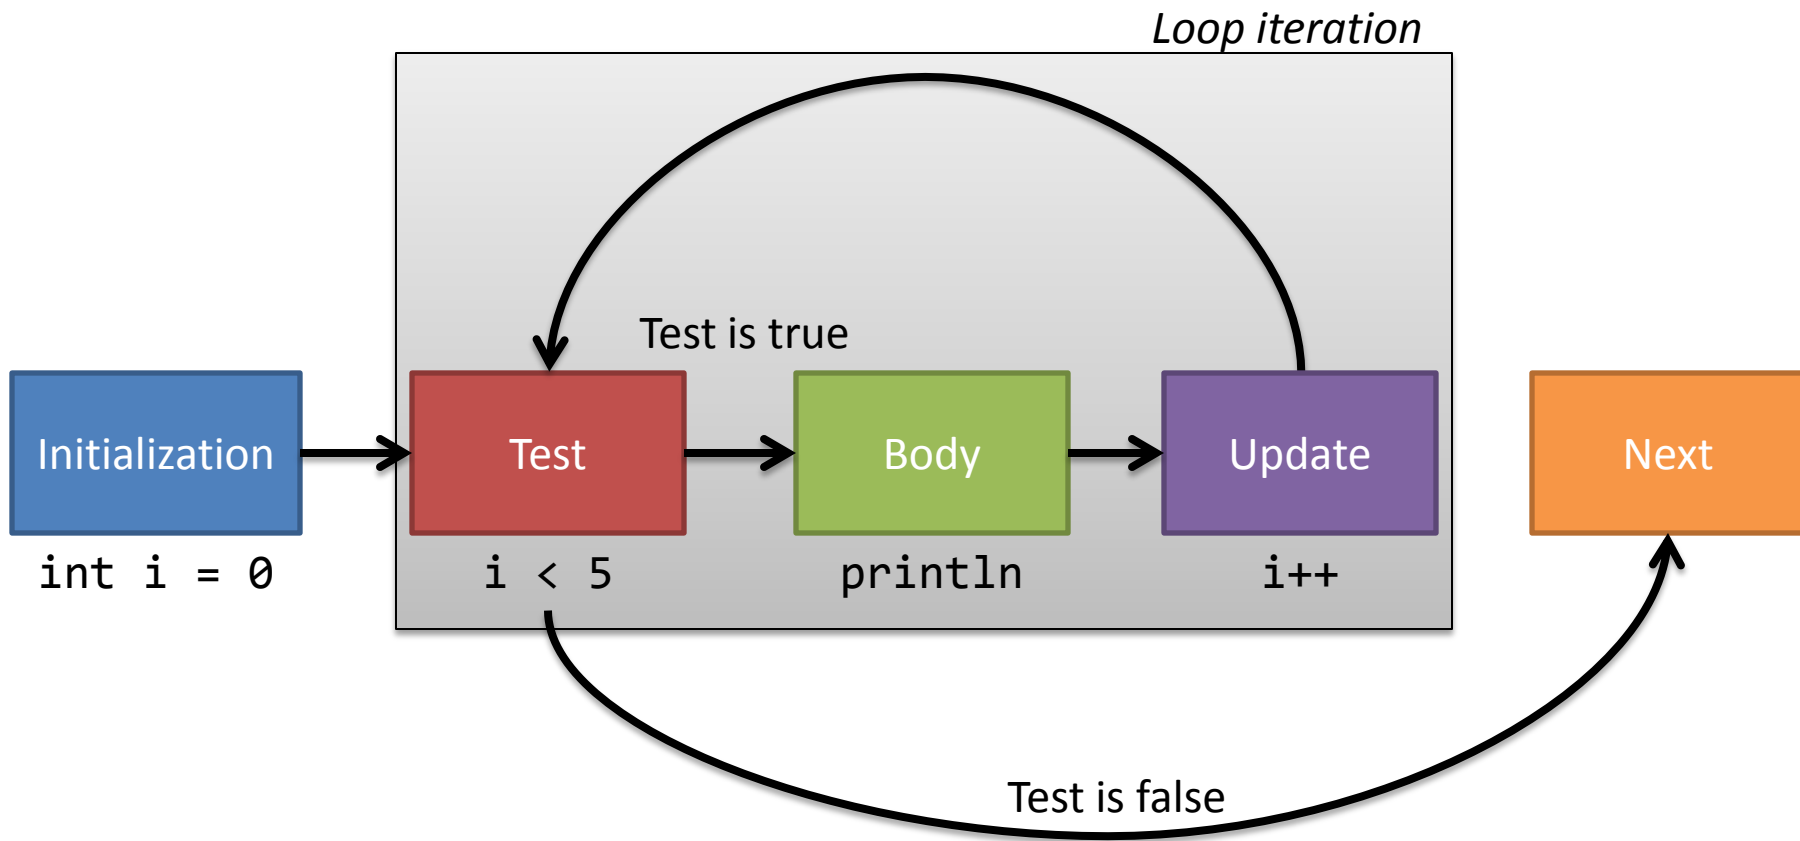 Loop iteration
Test is true
Initialization
Test
Body
Update
Next
int i = 0
i < 5
println
i++
Test is false